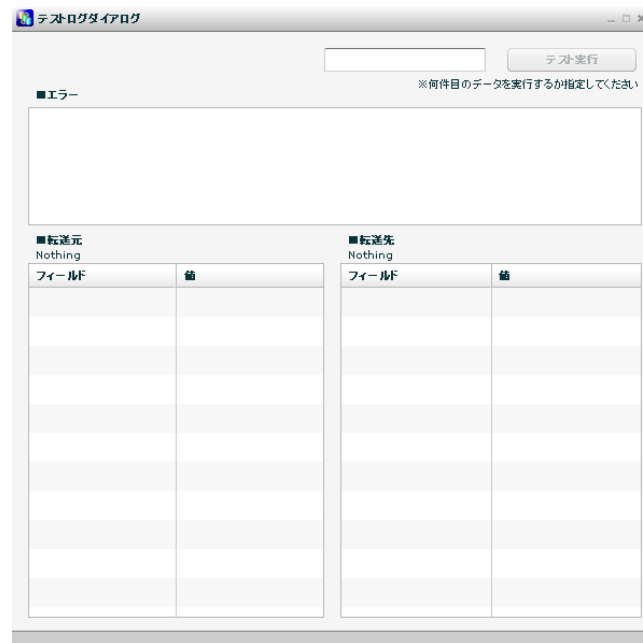 テストログダイアログ
テスト実行
※何件目のデータを実行するか指定してください
■エラー
■転送元
Nothing
フィールド 値
■転送先
Nothing
フィールド 値